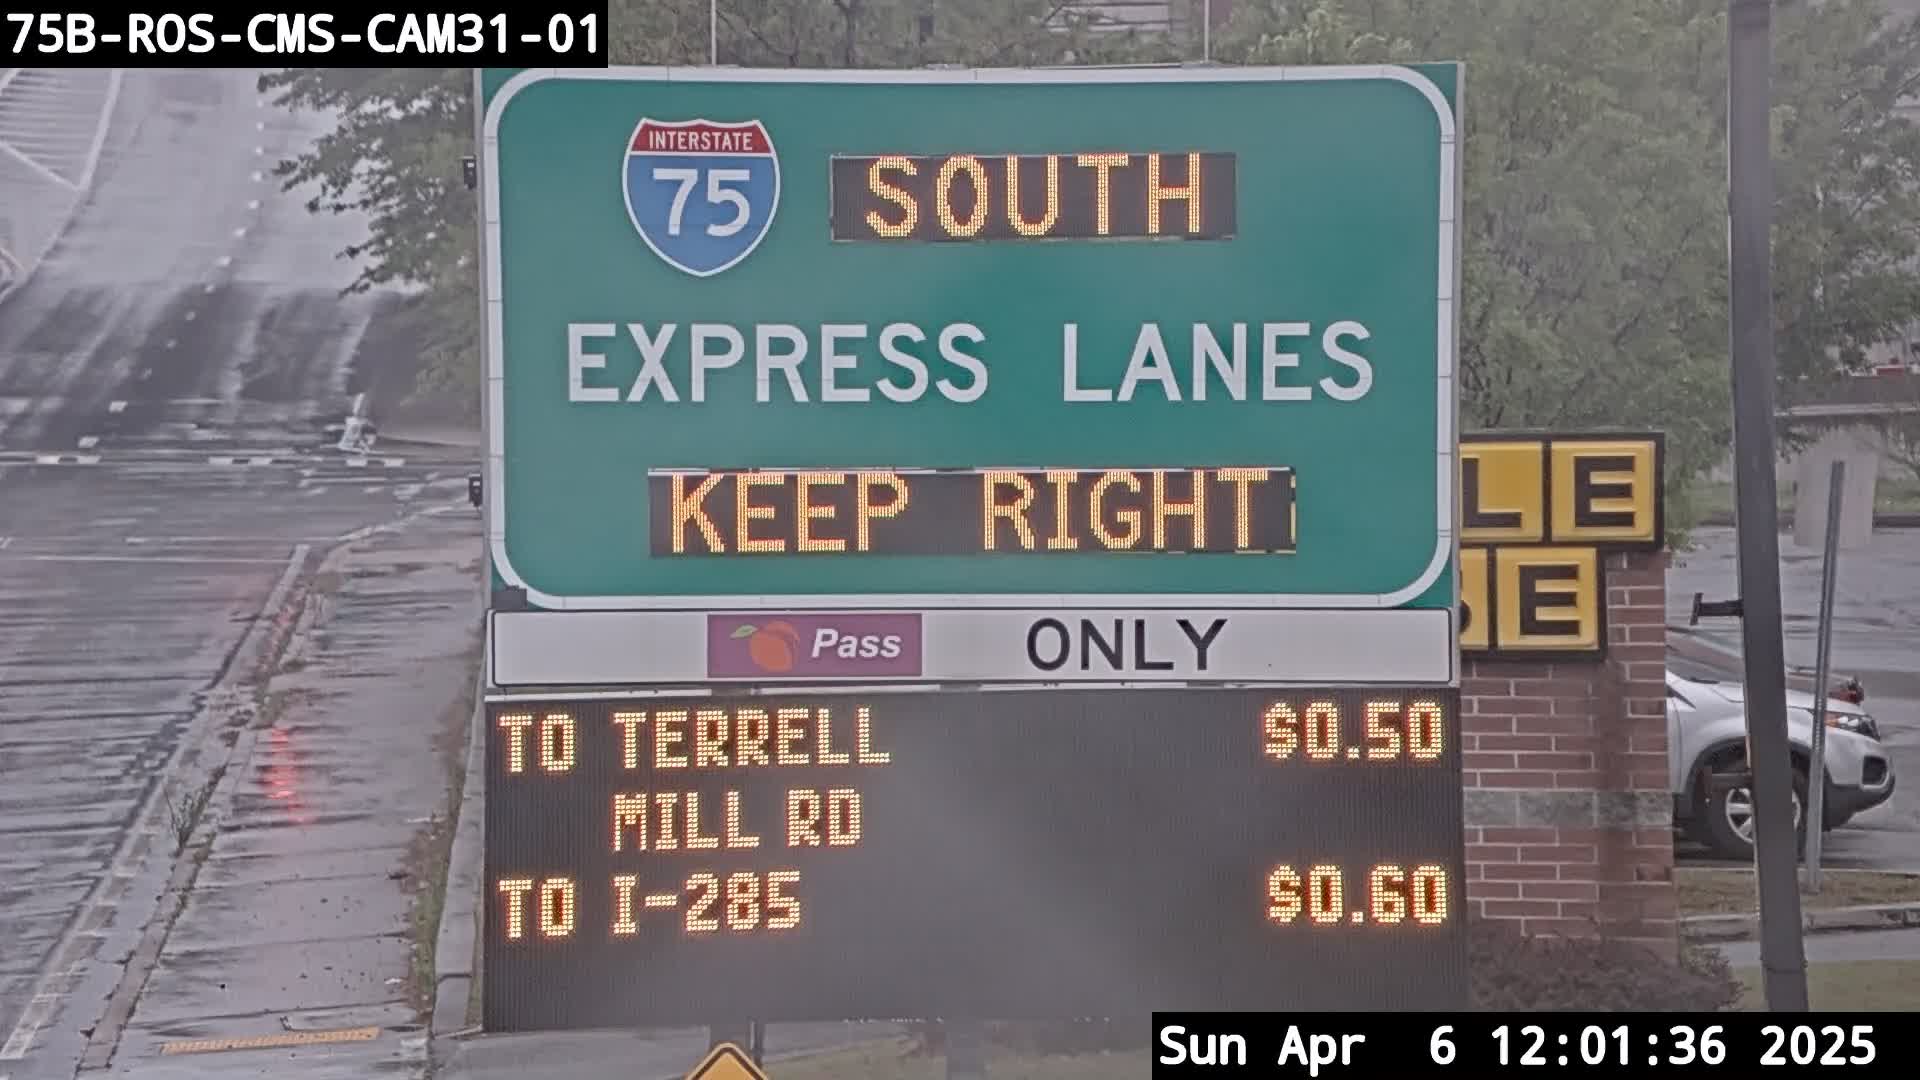 75B-ROS-CMS-CAM31-01
INTERSTATE
75
SOUTH
EXPRESS LANES
KEEP RIGHT
Pass ONLY
TO TERRELL $0.50
MILL RD
TO I-285 $0.60
LE
E
Sun Apr 6 12:01:36 2025